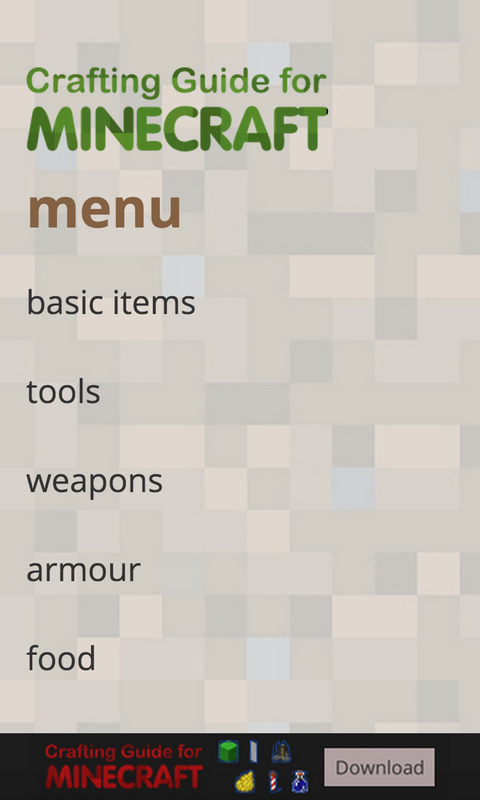 Crafting Guide for
MINECRAFT
menu
basic items
tools
weapons
armour
food
Crafting Guide for
MINECRAFT
Download